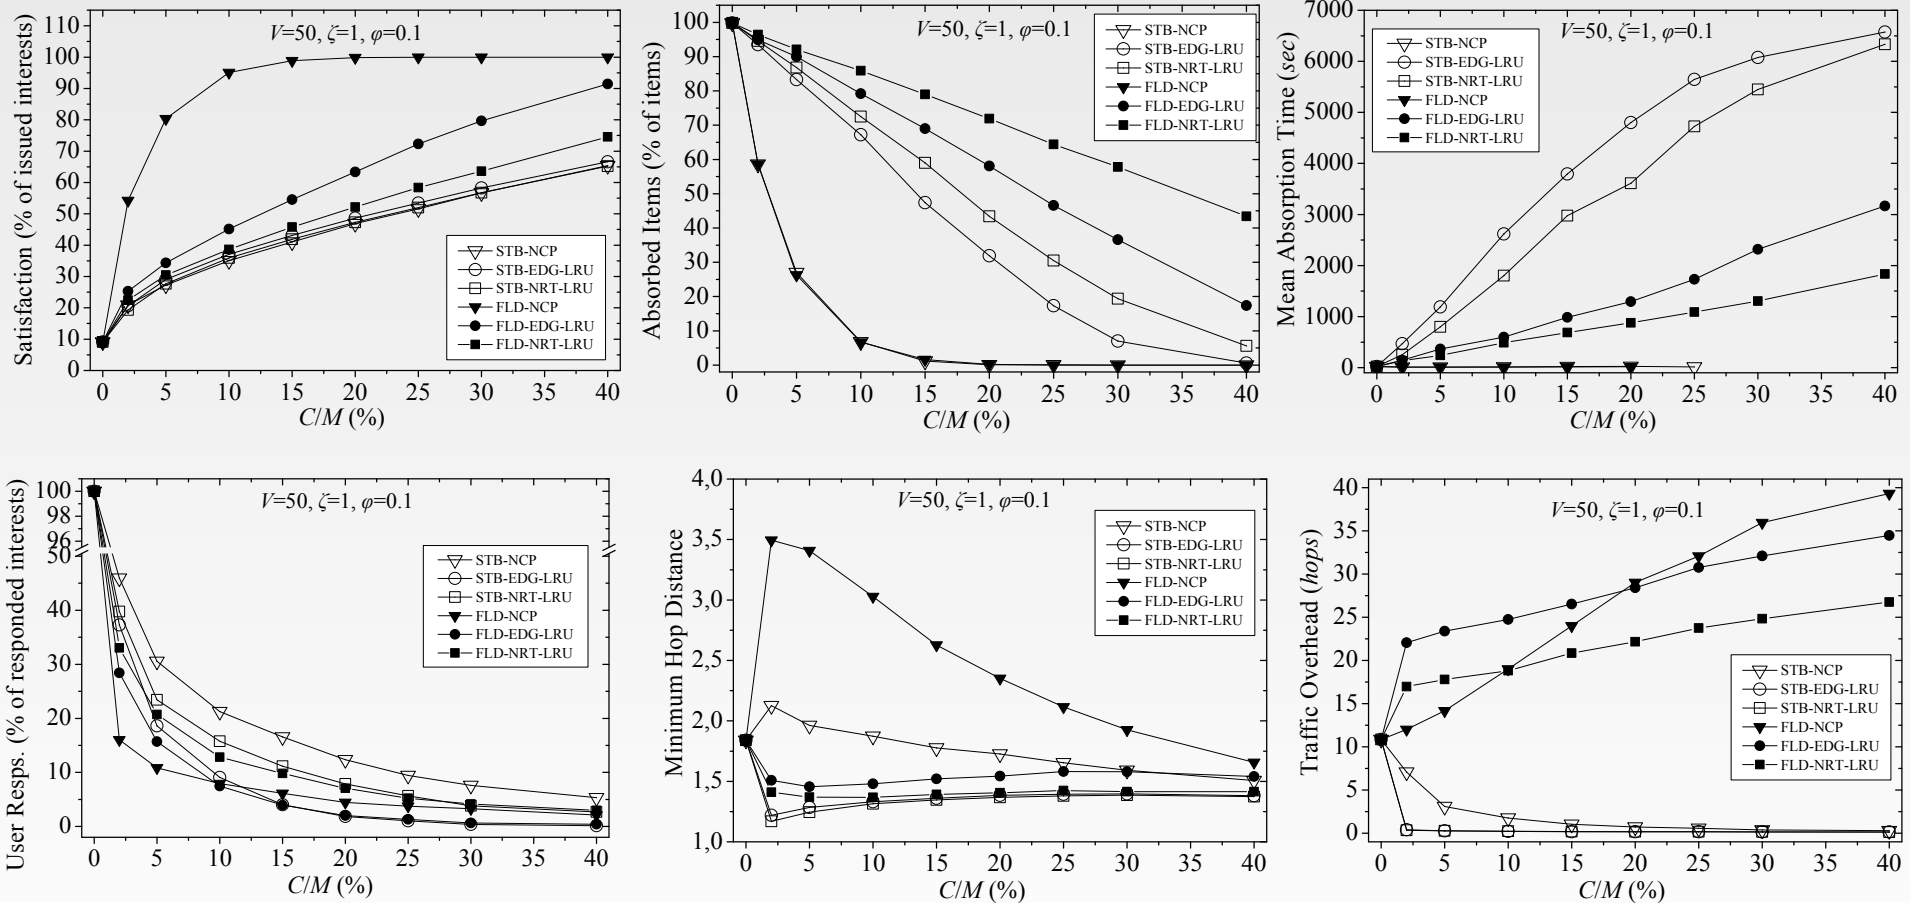 Satisfaction (% of issued interests)
115
110
100
90
80
70
60
50
40
30
20
10
0
V=50, ζ=1, φ=0.1
STB-NCP
STB-EDG-LRU
STB-NRT-LRU
FLD-NCP
FLD-EDG-LRU
FLD-NRT-LRU
0 5 10 15 20 25 30 40
C/M (%)
Absorbed Items (% of items)
100
90
80
70
60
50
40
30
20
10
0
V=50, ζ=1, φ=0.1
STB-NCP
STB-EDG-LRU
STB-NRT-LRU
FLD-NCP
FLD-EDG-LRU
FLD-NRT-LRU
0 5 10 15 20 25 30 40
C/M (%)
Mean Absorption Time (sec)
7000
6000
5000
4000
3000
2000
1000
0
V=50, ζ=1, φ=0.1
STB-NCP
STB-EDG-LRU
STB-NRT-LRU
FLD-NCP
FLD-EDG-LRU
FLD-NRT-LRU
0 5 10 15 20 25 30 40
C/M (%)
User Resps. (% of responded interests)
100
98
96
50
40
30
20
10
0
V=50, ζ=1, φ=0.1
STB-NCP
STB-EDG-LRU
STB-NRT-LRU
FLD-NCP
FLD-EDG-LRU
FLD-NRT-LRU
0 5 10 15 20 25 30 40
C/M (%)
Minimum Hop Distance
4,0
3,5
3,0
2,5
2,0
1,5
1,0
V=50, ζ=1, φ=0.1
STB-NCP
STB-EDG-LRU
STB-NRT-LRU
FLD-NCP
FLD-EDG-LRU
FLD-NRT-LRU
0 5 10 15 20 25 30 40
C/M (%)
Traffic Overhead (hops)
40
35
30
25
20
15
10
5
0
V=50, ζ=1, φ=0.1
STB-NCP
STB-EDG-LRU
STB-NRT-LRU
FLD-NCP
FLD-EDG-LRU
FLD-NRT-LRU
0 5 10 15 20 25 30 40
C/M (%)